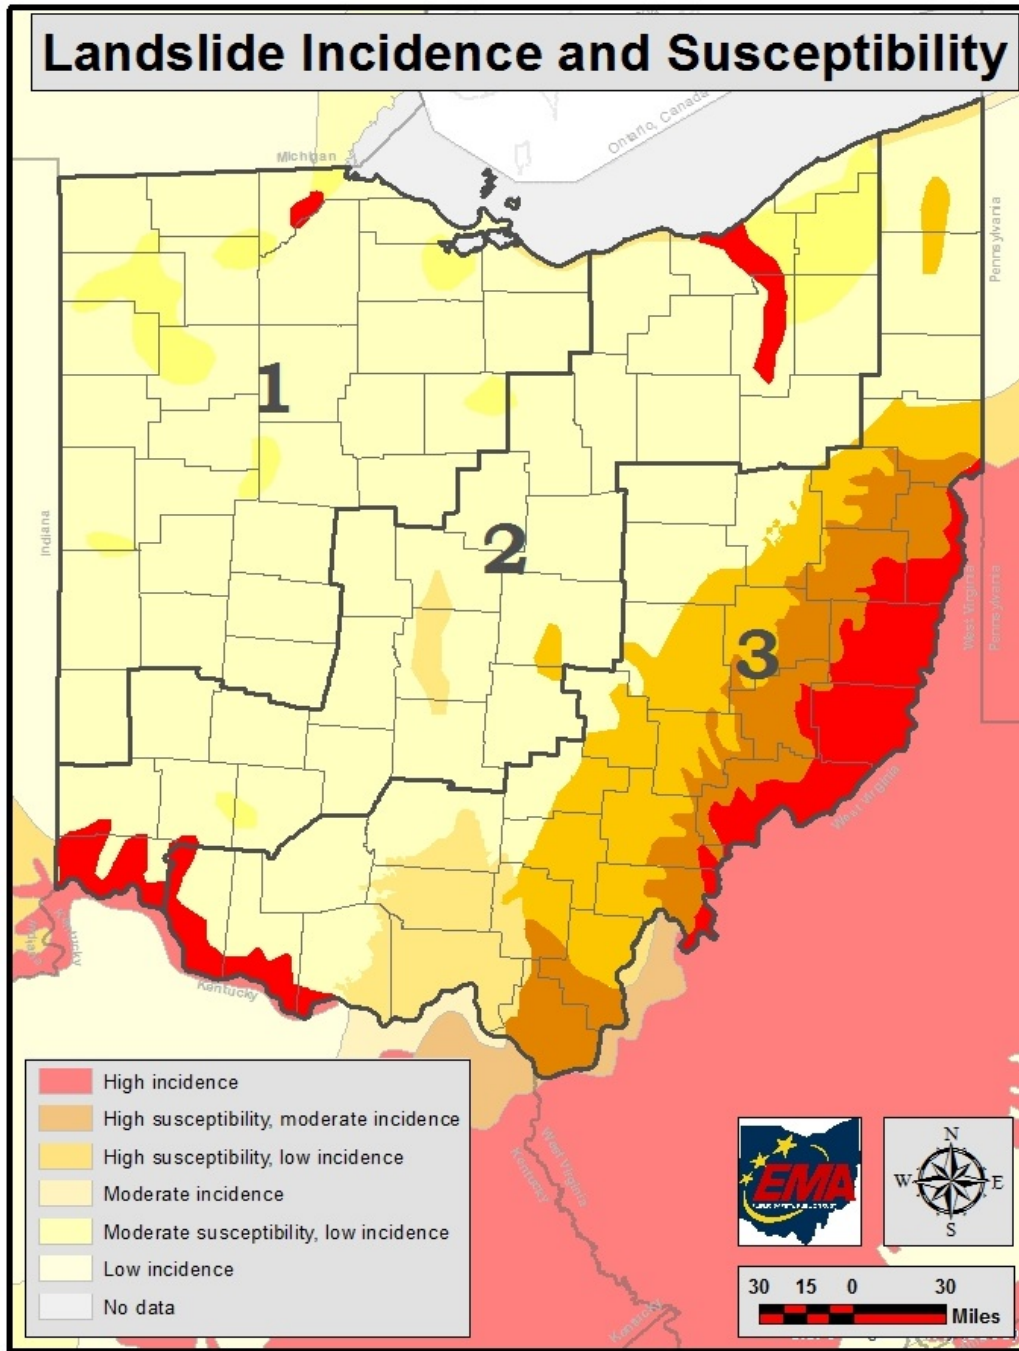 Landslide Incidence and Susceptibility
Ontario, Canada
Michigan
Pennsylvania
1
Indiana
2
West Virginia
Pennsylvania
3
West Virginia
Indiana
Kentucky
Kentucky
High incidence
High susceptibility, moderate incidence
High susceptibility, low incidence
Moderate incidence
Moderate susceptibility, low incidence
Low incidence
No data
West Virginia
Kentucky
Kentucky
EMA
N
W E
S
30 15 0 30
Miles